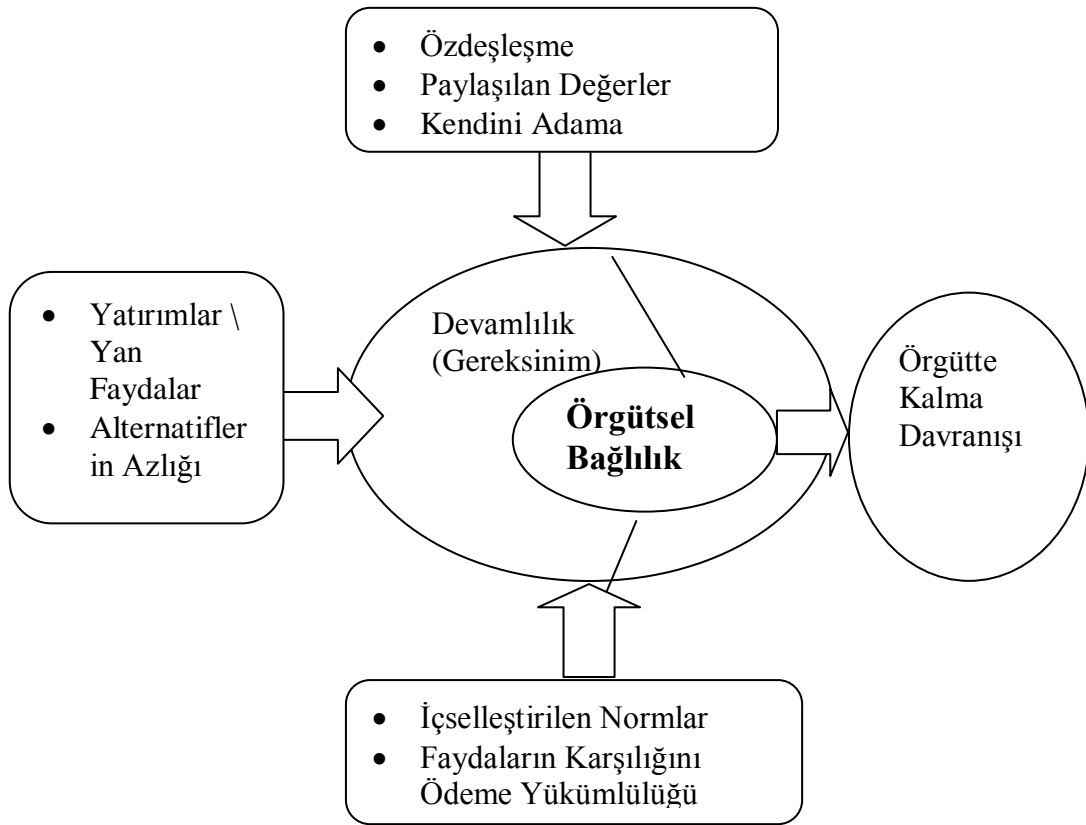 • Özdeşleşme
• Paylaşılan Değerler
• Kendini Adama
• Yatırımlar \
Yan
Faydalar
• Alternatifler
in Azlığı
Devamlılık
(Gereksinim)
Örgütsel
Bağlılık
Örgütte
Kalma
Davranışı
• İçselleştirilen Normlar
• Faydaların Karşılığını
Ödeme Yükümlülüğü